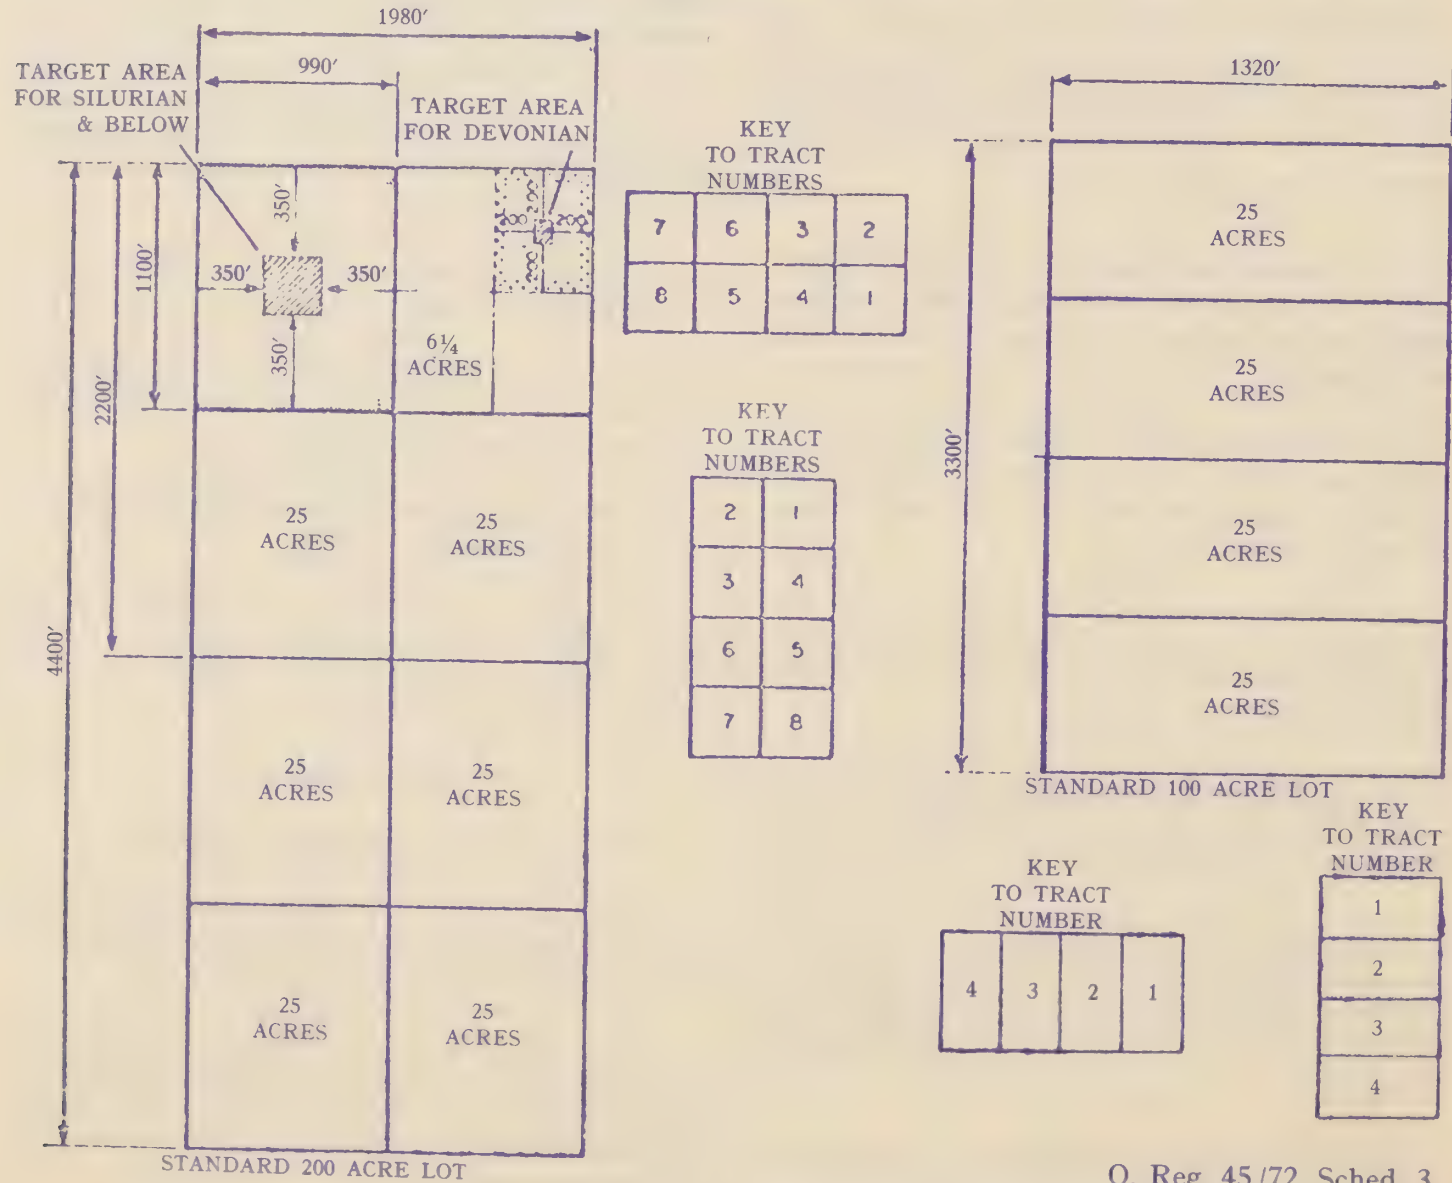 1980′
990′
TARGET AREA
FOR SILURIAN
& BELOW
TARGET AREA
FOR DEVONIAN
350′
350′
350′
350′
200
200
200
200
1100′
2200′
4400′
6¼
ACRES
25
ACRES
25
ACRES
25
ACRES
25
ACRES
25
ACRES
25
ACRES
STANDARD 200 ACRE LOT
KEY
TO TRACT
NUMBERS
7 6 3 2
8 5 4 1
KEY
TO TRACT
NUMBERS
2 1
3 4
6 5
7 8
1320′
3300′
25
ACRES
25
ACRES
25
ACRES
25
ACRES
STANDARD 100 ACRE LOT
KEY
TO TRACT
NUMBER
4 3 2 1
KEY
TO TRACT
NUMBER
1
2
3
4
O. Reg. 45/72, Sched. 3